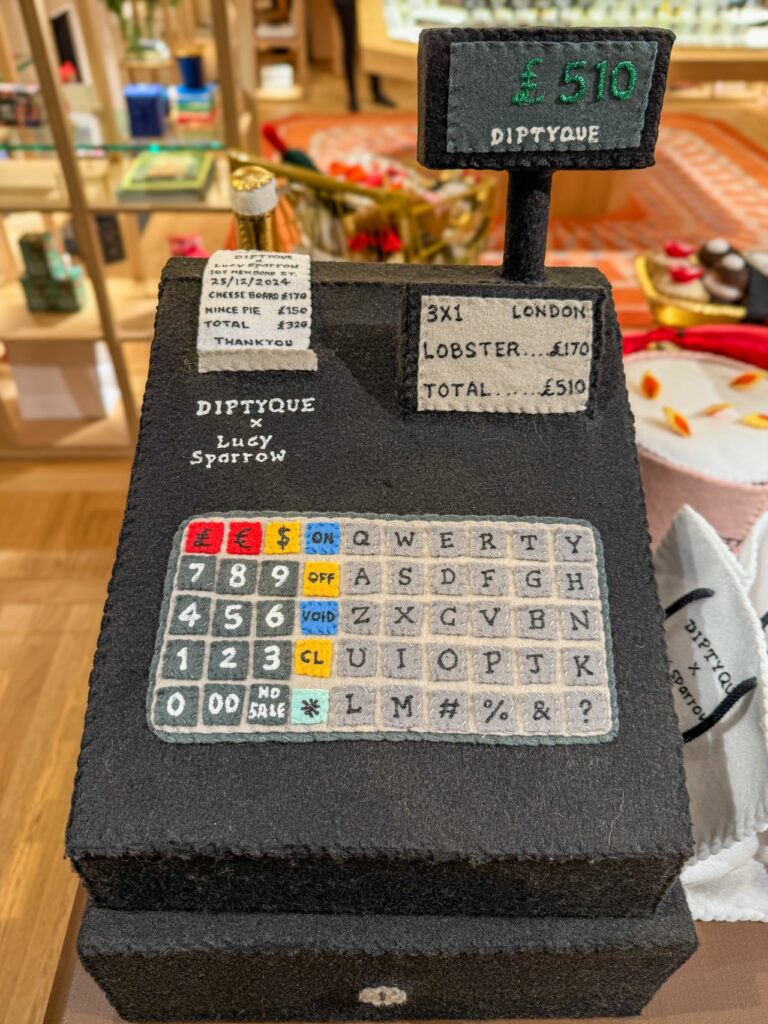 £ 510
DIPTYQUE
DIPTYQUE
x
Lucy Sparrow
25/12/2024
CHEESE BOARD £170
MINCE PIE £150
TOTAL £320
THANKYOU
3X1 LONDON
LOBSTER....£170
TOTAL......£510
DIPTYQUE
x
Lucy
Sparrow
£ € $ ON Q W E R T Y
7 8 9 OFF A S D F G H
4 5 6 VOID Z X C V B N
1 2 3 CL U I O P J K
0 00 NO SALE * L M # % & ?
DIPTYQUE
x
Sparrow